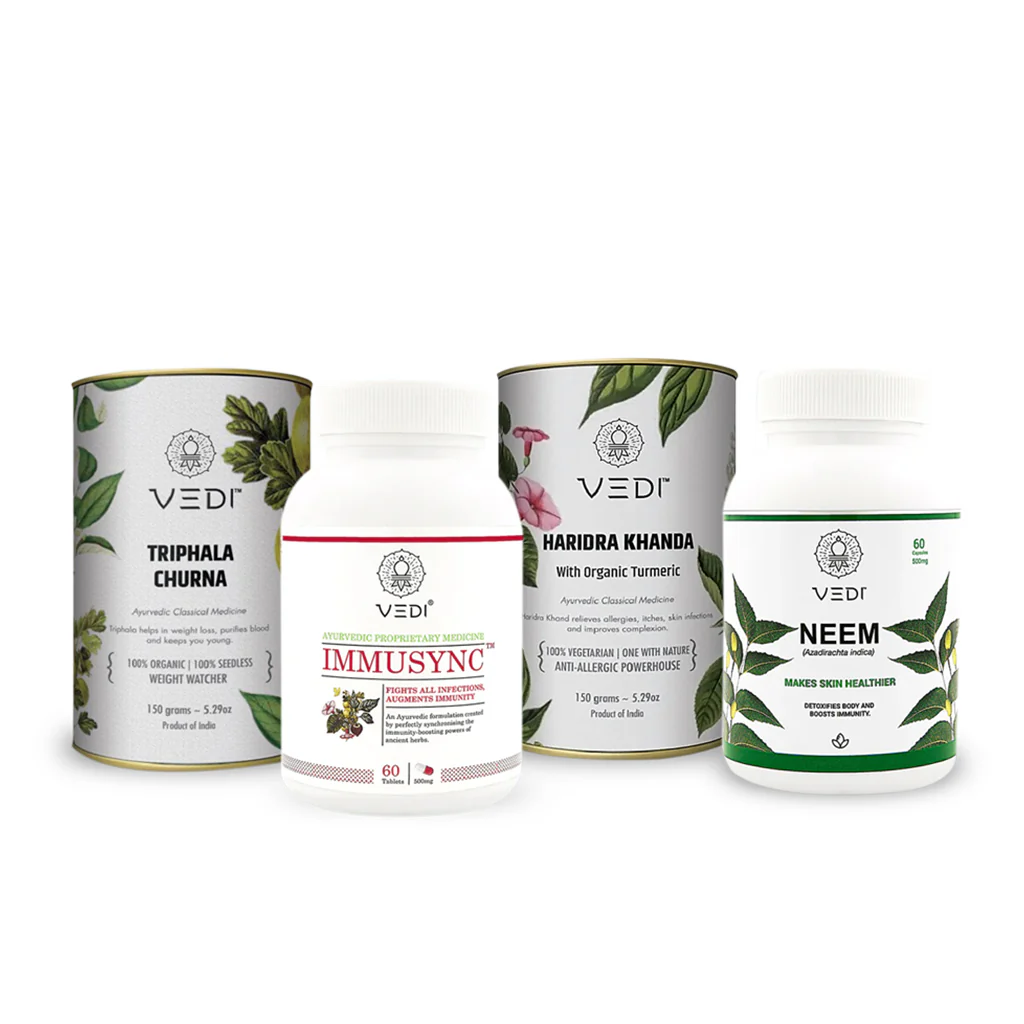 VEDI™
TRIPHALA
CHURNA
Ayurvedic Classical Medicine
Triphala helps in weight loss, purifies blood
and keeps you young.
100% ORGANIC | 100% SEEDLESS
WEIGHT WATCHER
150 grams ~ 5.29oz
Product of India
VEDI®
AYURVEDIC PROPRIETARY MEDICINE
IMMUSYNC™
FIGHTS ALL INFECTIONS,
AUGMENTS IMMUNITY
An Ayurvedic formulation created
by perfectly synchronising the
immunity-boosting powers of
ancient herbs.
60
Tablets
500mg
VEDI™
HARIDRA KHANDA
With Organic Turmeric
Ayurvedic Classical Medicine
Haridra Khand relieves allergies, itches, skin infections
and improves complexion.
100% VEGETARIAN | ONE WITH NATURE
ANTI-ALLERGIC POWERHOUSE
150 grams ~ 5.29oz
Product of India
60
Capsules
500mg
VEDI
NEEM
(Azadirachta indica)
MAKES SKIN HEALTHIER
DETOXIFIES BODY AND
BOOSTS IMMUNITY.